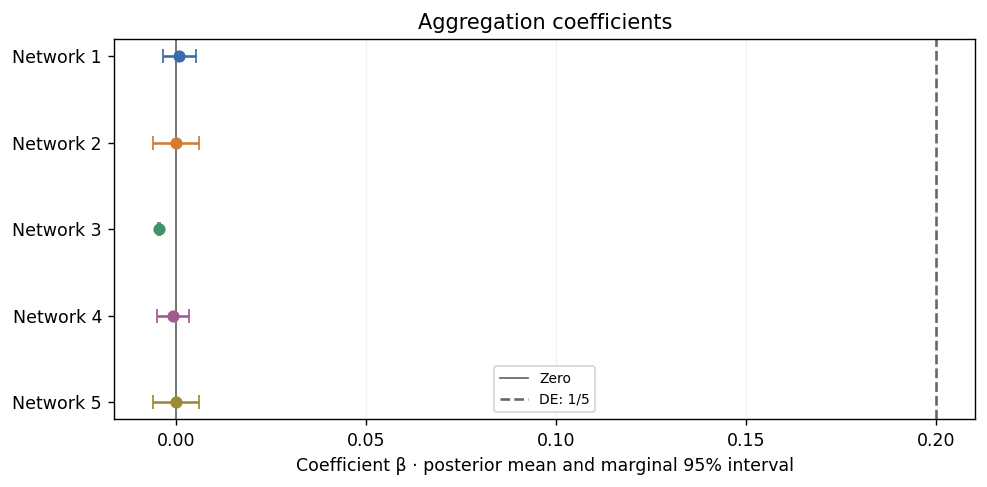 Aggregation coefficients
Network 1
Network 2
Network 3
Network 4
Network 5
Zero
DE: 1/5
0.00 0.05 0.10 0.15 0.20
Coefficient β · posterior mean and marginal 95% interval